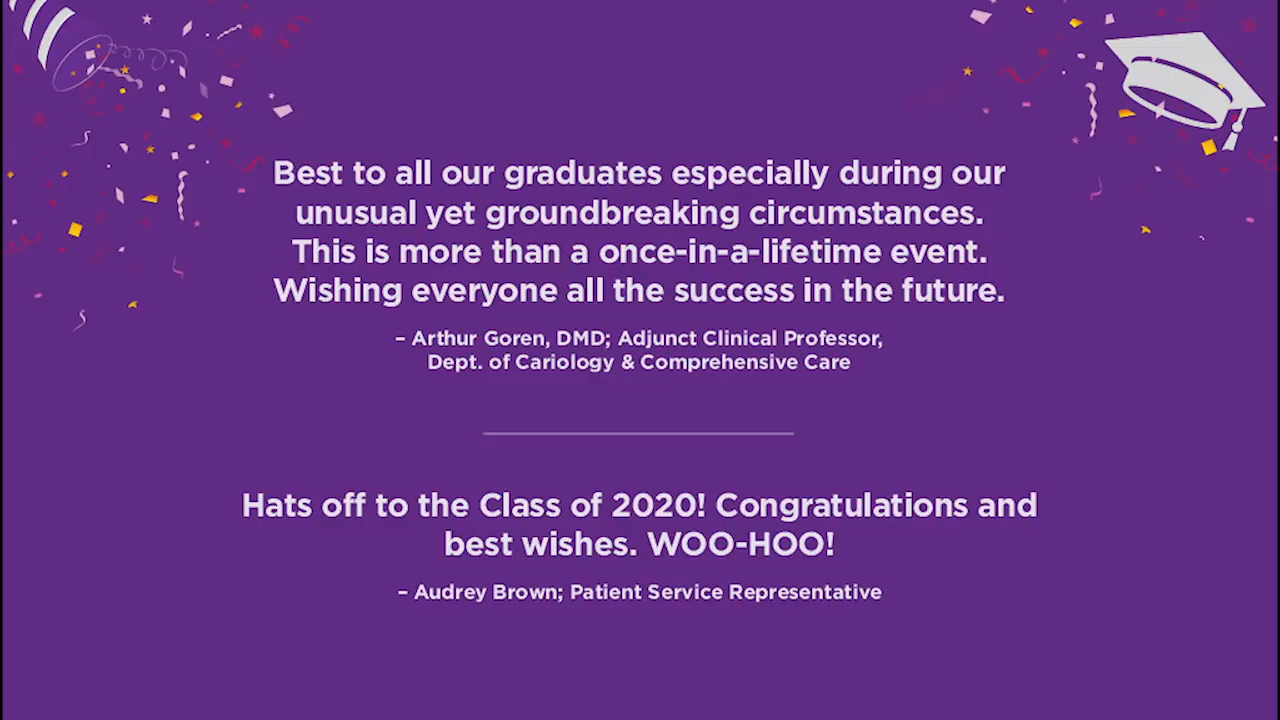 Best to all our graduates especially during our
unusual yet groundbreaking circumstances.
This is more than a once-in-a-lifetime event.
Wishing everyone all the success in the future.
– Arthur Goren, DMD; Adjunct Clinical Professor,
Dept. of Cariology & Comprehensive Care
Hats off to the Class of 2020! Congratulations and
best wishes. WOO-HOO!
– Audrey Brown; Patient Service Representative